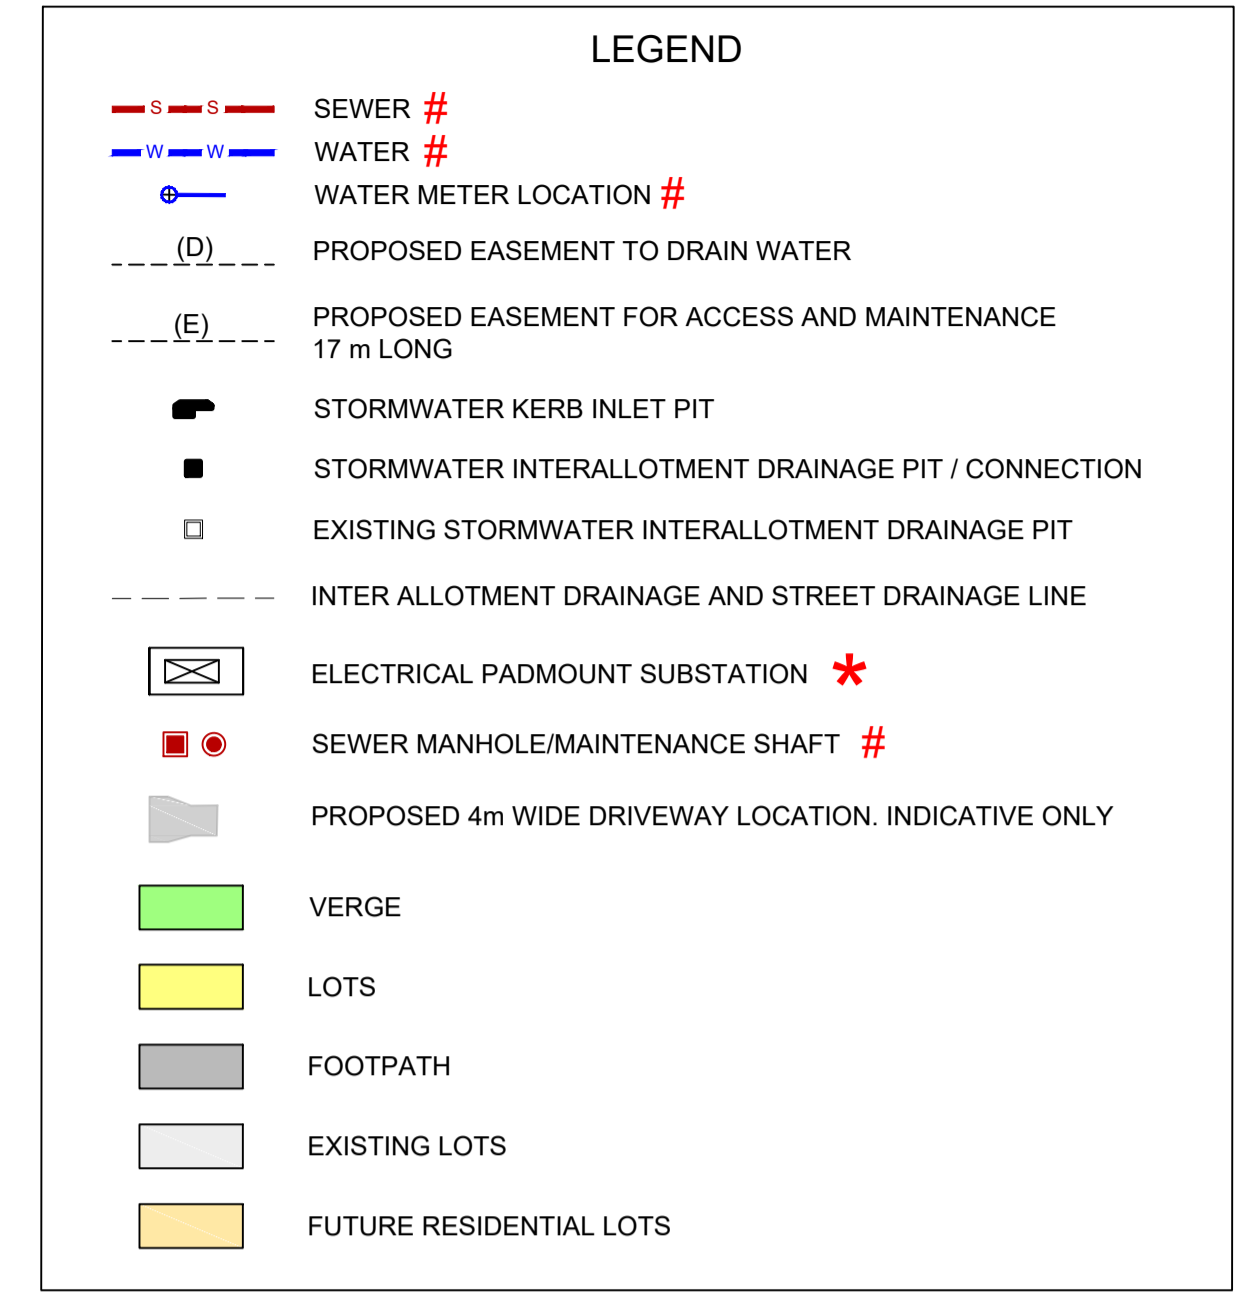 LEGEND
S S SEWER #
W W WATER #
WATER METER LOCATION #
(D) PROPOSED EASEMENT TO DRAIN WATER
(E) PROPOSED EASEMENT FOR ACCESS AND MAINTENANCE
17 m LONG
STORMWATER KERB INLET PIT
STORMWATER INTERALLOTMENT DRAINAGE PIT / CONNECTION
EXISTING STORMWATER INTERALLOTMENT DRAINAGE PIT
INTER ALLOTMENT DRAINAGE AND STREET DRAINAGE LINE
ELECTRICAL PADMOUNT SUBSTATION *
SEWER MANHOLE/MAINTENANCE SHAFT #
PROPOSED 4m WIDE DRIVEWAY LOCATION. INDICATIVE ONLY
VERGE
LOTS
FOOTPATH
EXISTING LOTS
FUTURE RESIDENTIAL LOTS